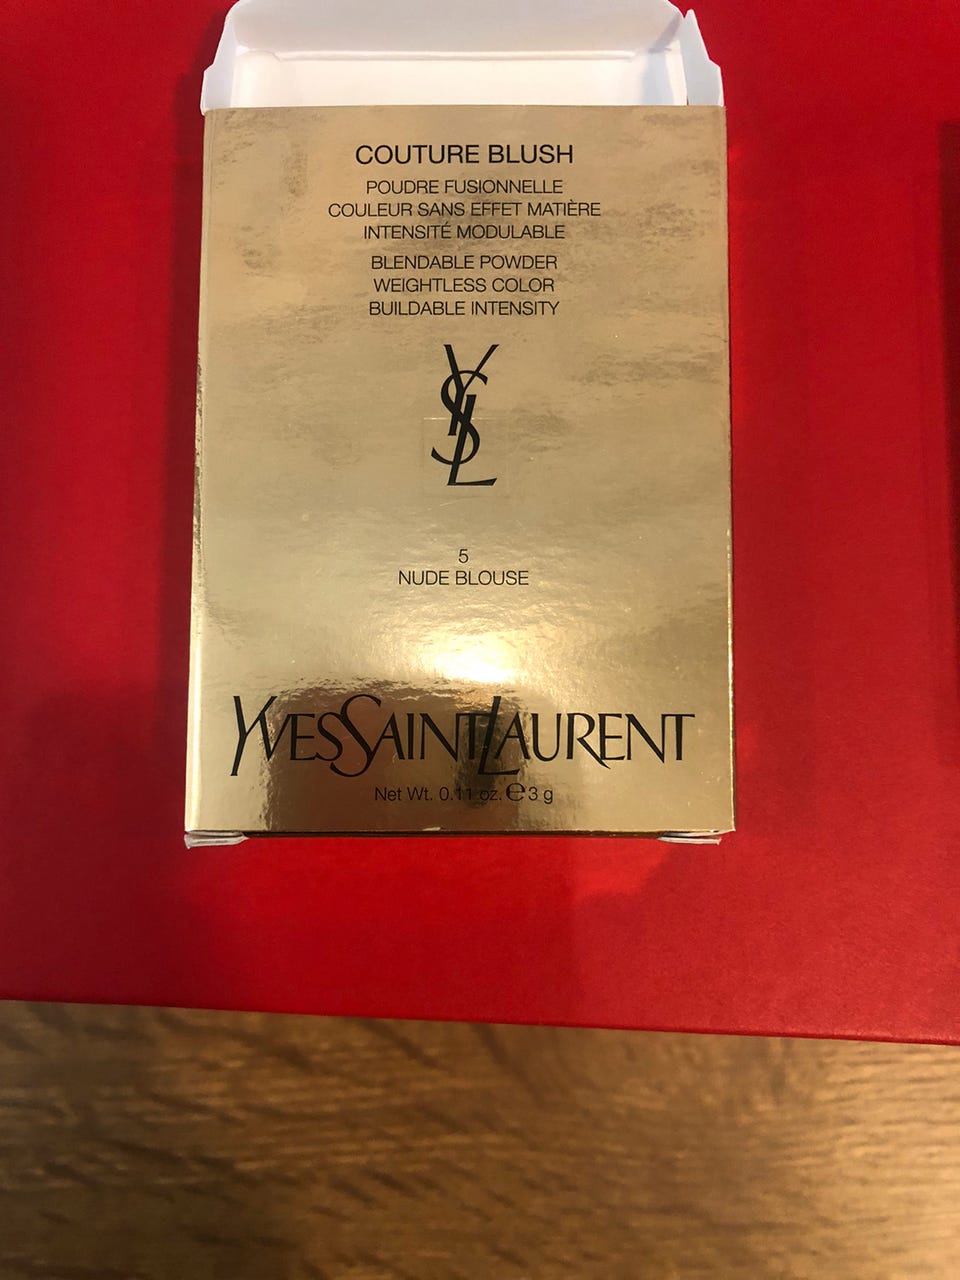 COUTURE BLUSH
POUDRE FUSIONNELLE
COULEUR SANS EFFET MATIÈRE
INTENSITÉ MODULABLE
BLENDABLE POWDER
WEIGHTLESS COLOR
BUILDABLE INTENSITY
YSL
5
NUDE BLOUSE
YVESSAINTLAURENT
Net Wt. 0.11 oz. ℮ 3 g